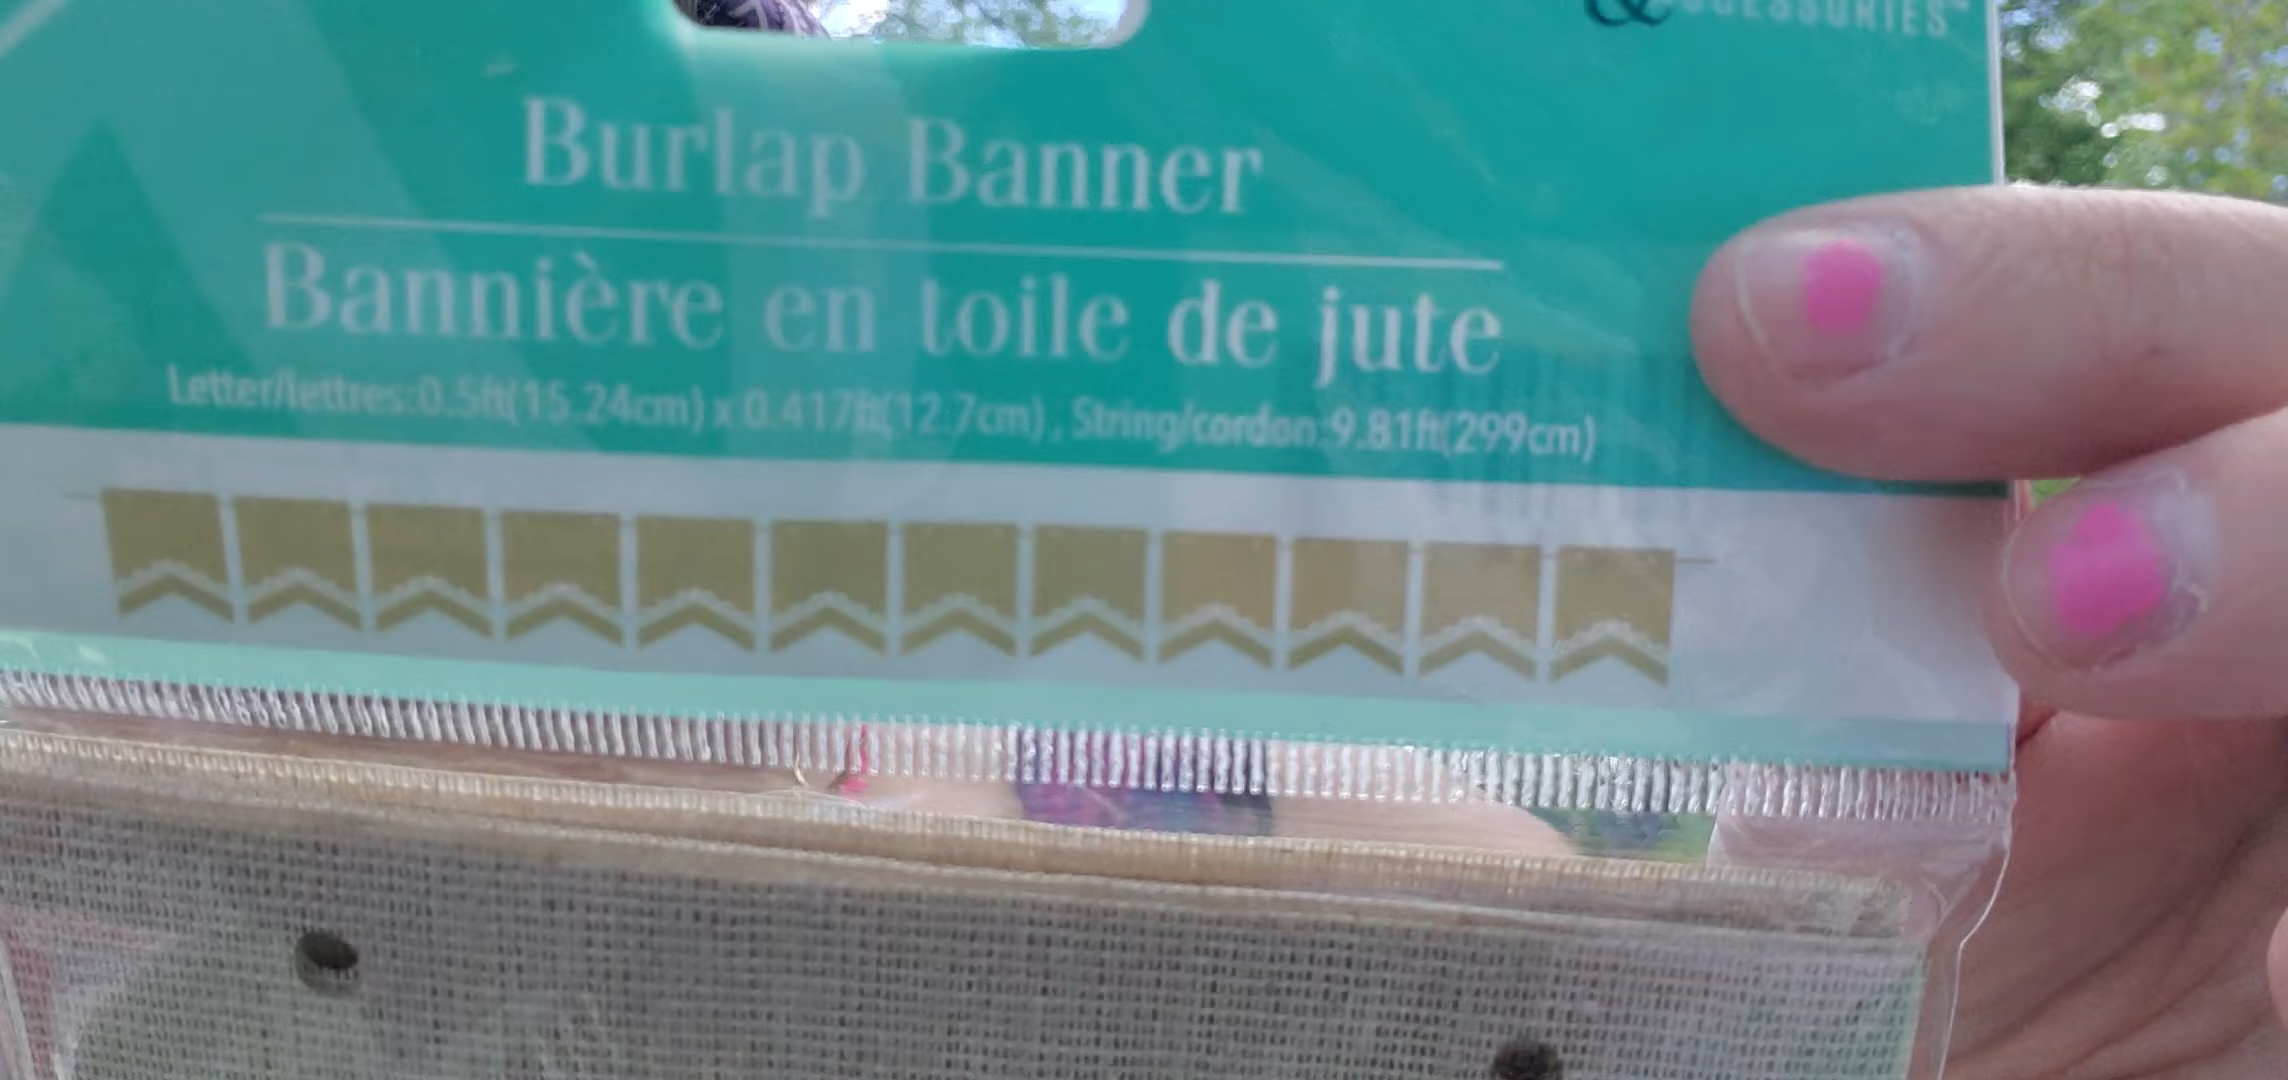 & ACCESSORIES™
Burlap Banner
Bannière en toile de jute
Letter/lettres:0.5ft(15.24cm) x 0.417ft(12.7cm), String/cordon:9.81ft(299cm)